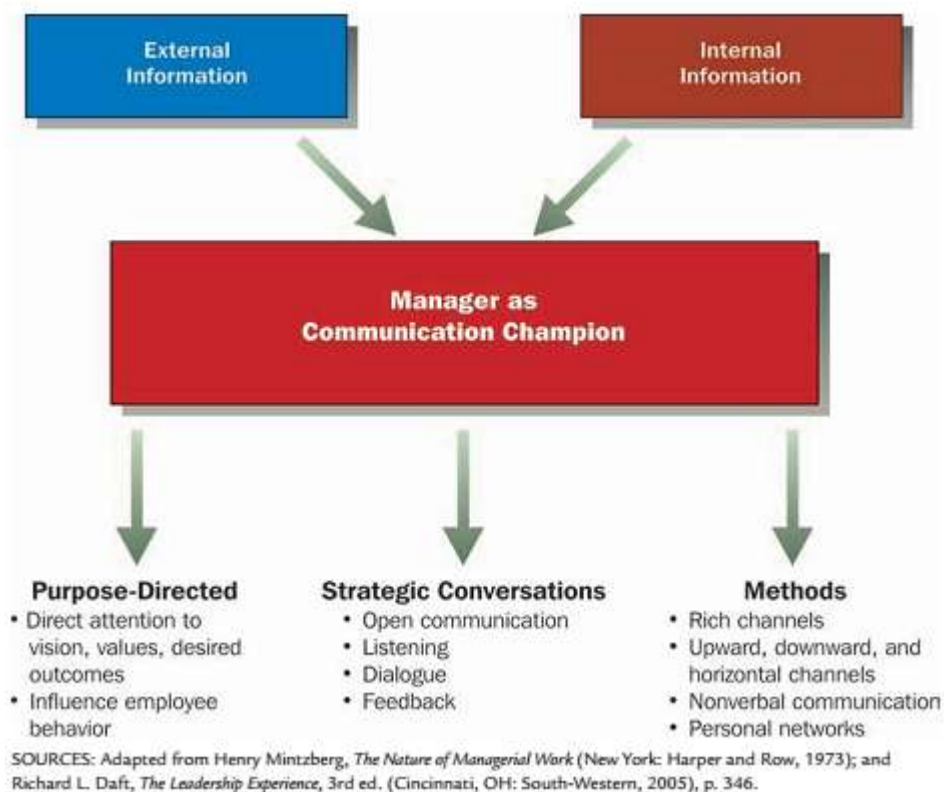 External
Information
Internal
Information
Manager as
Communication Champion
Purpose-Directed
• Direct attention to
vision, values, desired
outcomes
• Influence employee
behavior
Strategic Conversations
• Open communication
• Listening
• Dialogue
• Feedback
Methods
• Rich channels
• Upward, downward, and
horizontal channels
• Nonverbal communication
• Personal networks
SOURCES: Adapted from Henry Mintzberg, The Nature of Managerial Work (New York: Harper and Row, 1973); and
Richard L. Daft, The Leadership Experience, 3rd ed. (Cincinnati, OH: South-Western, 2005), p. 346.